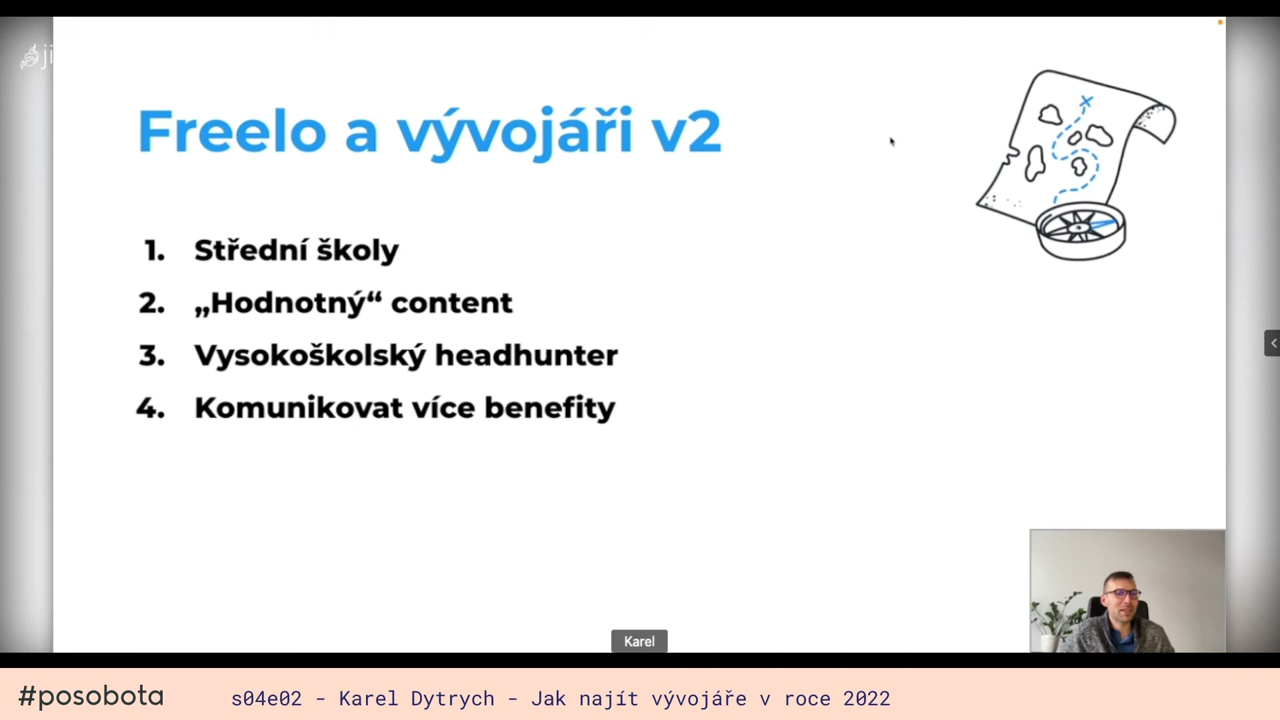 ji
Freelo a vývojáři v2
1. Střední školy
2. „Hodnotný“ content
3. Vysokoškolský headhunter
4. Komunikovat více benefity
Karel
#posobota
s04e02 - Karel Dytrych - Jak najít vývojáře v roce 2022